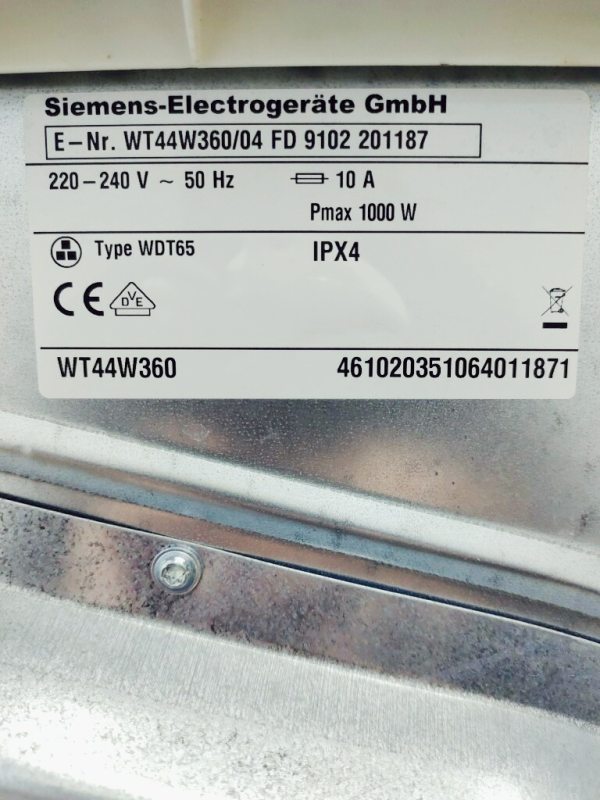 Siemens-Electrogeräte GmbH
E-Nr. WT44W360/04 FD 9102 201187
220-240 V ~ 50 Hz 10 A
Pmax 1000 W
Type WDT65 IPX4
CE DVE
WT44W360 461020351064011871